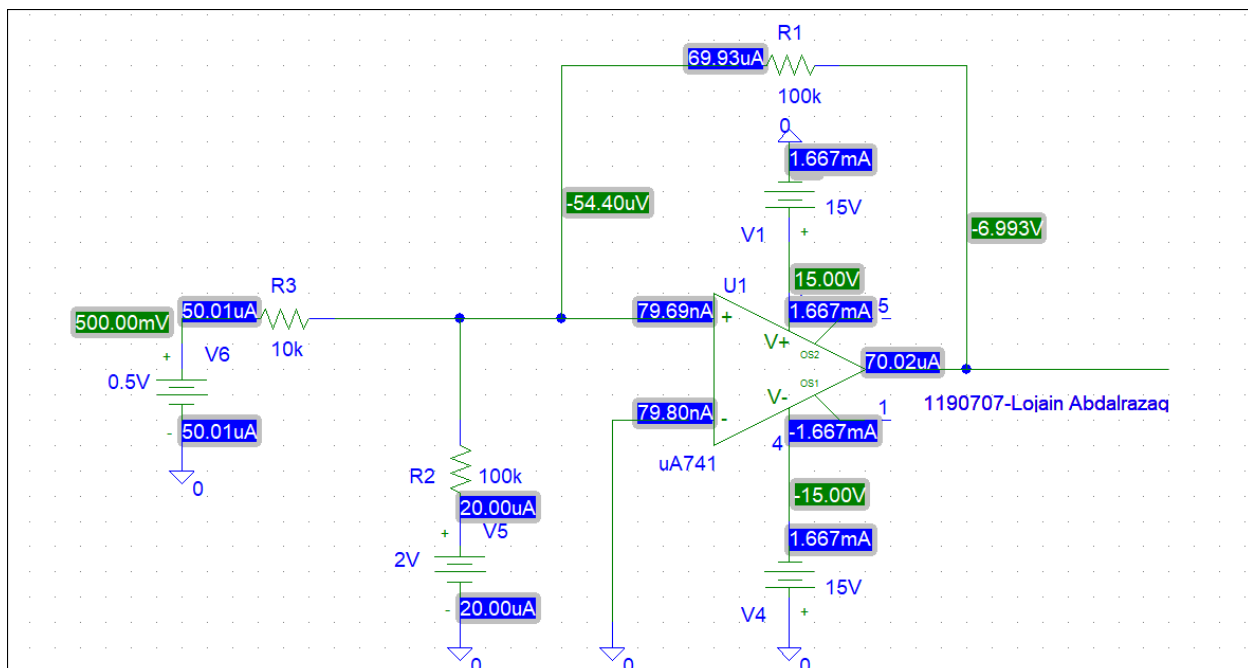 R1
69.93uA
100k
0
1.667mA
15V
-54.40uV
V1
+
-6.993V
R3
U1
15.00V
50.01uA
79.69nA
+
1.667mA
5
500.00mV
V+
10k
OS2
+
V6
70.02uA
0.5V
OS1
V-
79.80nA
-
1
1190707-Lojain Abdalrazaq
-
50.01uA
4
-1.667mA
uA741
R2
100k
0
-15.00V
20.00uA
+
V5
1.667mA
2V
15V
-
20.00uA
V4
+
0
0
0